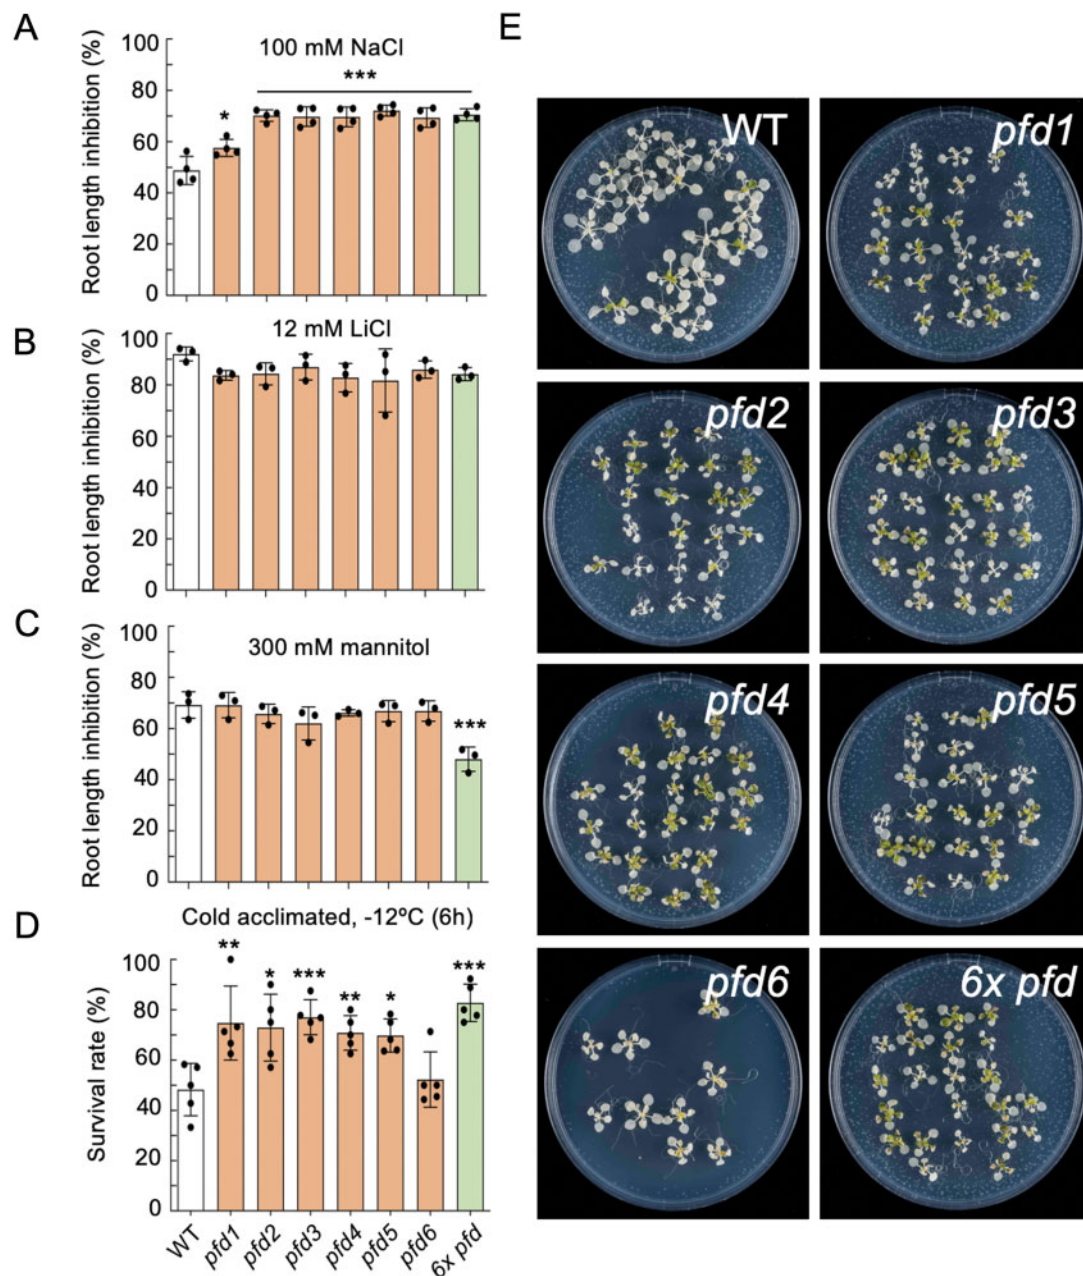 A
Root length inhibition (%)
100
80
60
40
20
0
100 mM NaCl
***
*
B
Root length inhibition (%)
100
80
60
40
20
0
12 mM LiCl
C
Root length inhibition (%)
100
80
60
40
20
0
300 mM mannitol
***
D
Cold acclimated, -12ºC (6h)
Survival rate (%)
100
80
60
40
20
0
** * *** ** * ***
WT pfd1 pfd2 pfd3 pfd4 pfd5 pfd6 6x pfd
E
WT
pfd1
pfd2
pfd3
pfd4
pfd5
pfd6
6x pfd